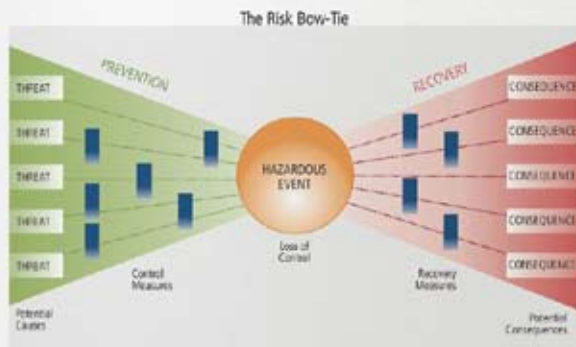 The Risk Bow-Tie
PREVENTION
RECOVERY
THREAT
THREAT
THREAT
THREAT
THREAT
HAZARDOUS
EVENT
CONSEQUENCE
CONSEQUENCE
CONSEQUENCE
CONSEQUENCE
CONSEQUENCE
Loss of
Control
Control
Measures
Recovery
Measures
Potential
Causes
Potential
Consequences